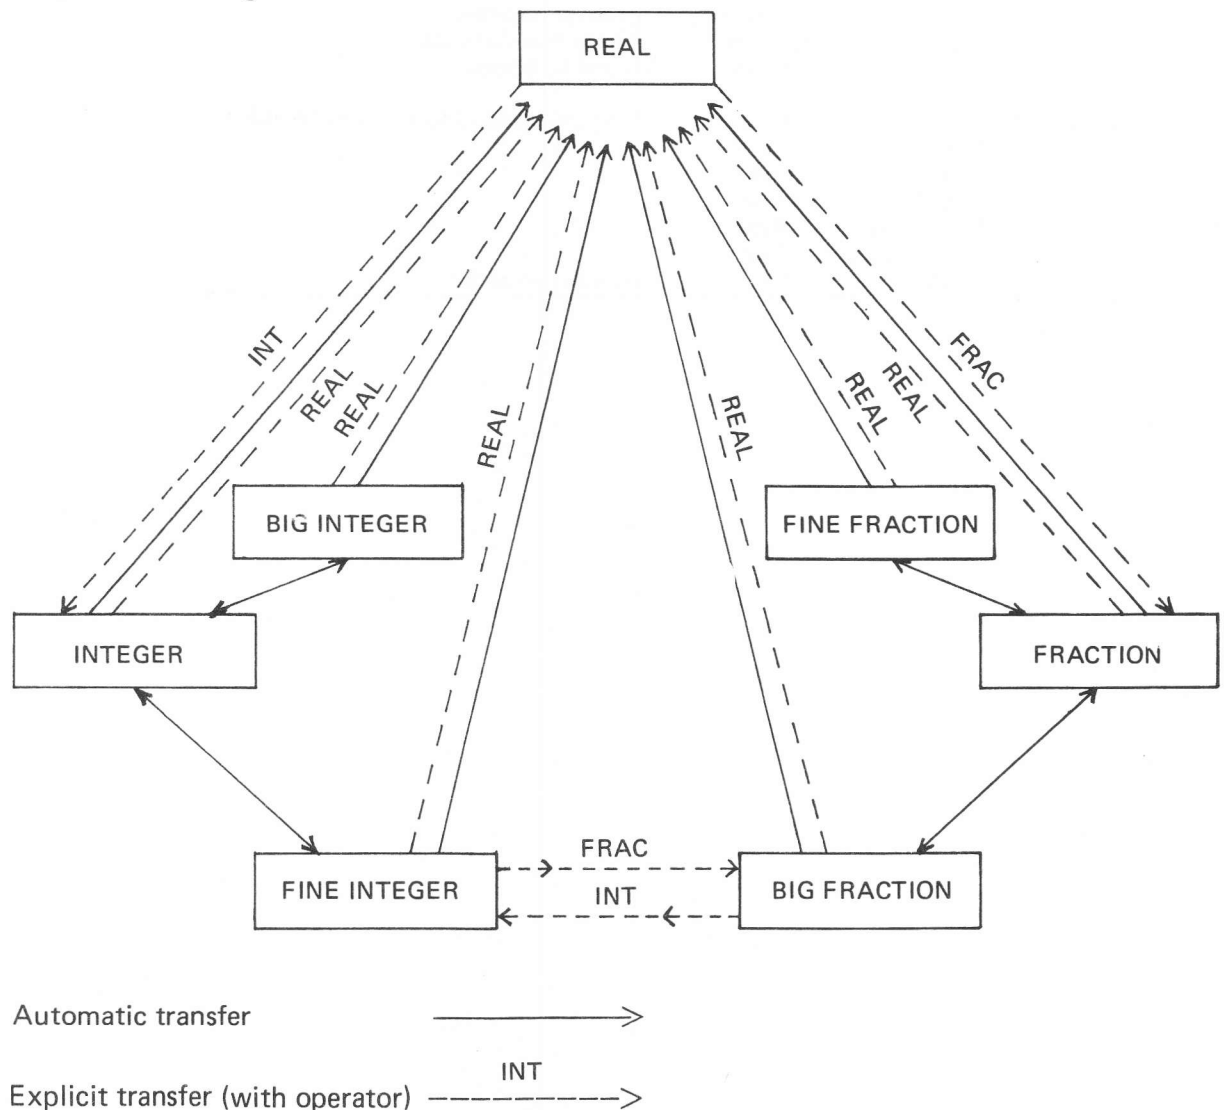 REAL
INT
REAL
REAL
REAL
REAL
REAL
REAL
FRAC
BIG INTEGER
FINE FRACTION
INTEGER
FRACTION
FRAC
FINE INTEGER
BIG FRACTION
INT
Automatic transfer
INT
Explicit transfer (with operator)